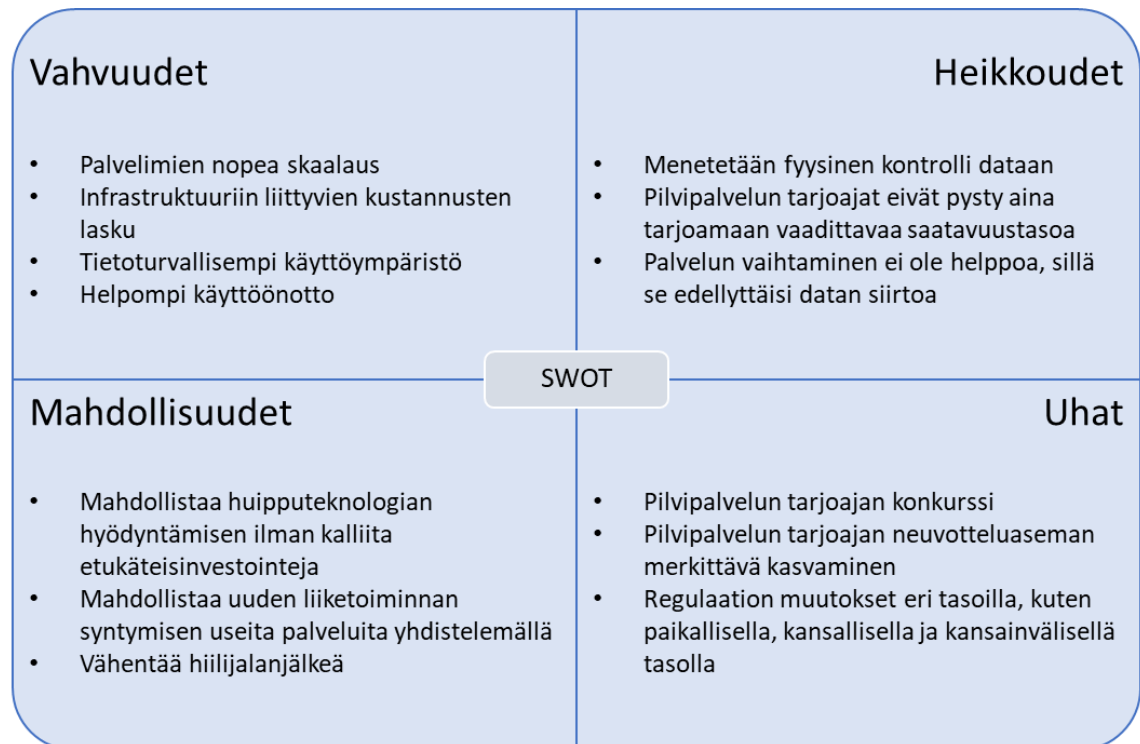 Vahvuudet
• Palvelimien nopea skaalaus
• Infrastruktuuriin liittyvien kustannusten
lasku
• Tietoturvallisempi käyttöympäristö
• Helpompi käyttöönotto
Heikkoudet
• Menetetään fyysinen kontrolli dataan
• Pilvipalvelun tarjoajat eivät pysty aina
tarjoamaan vaadittavaa saatavuustasoa
• Palvelun vaihtaminen ei ole helppoa, sillä
se edellyttäisi datan siirtoa
SWOT
Mahdollisuudet
• Mahdollistaa huipputeknologian
hyödyntämisen ilman kalliita
etukäteisinvestointeja
• Mahdollistaa uuden liiketoiminnan
syntymisen useita palveluita yhdistelemällä
• Vähentää hiilijalanjälkeä
Uhat
• Pilvipalvelun tarjoajan konkurssi
• Pilvipalvelun tarjoajan neuvotteluaseman
merkittävä kasvaminen
• Regulaation muutokset eri tasoilla, kuten
paikallisella, kansallisella ja kansainvälisellä
tasolla